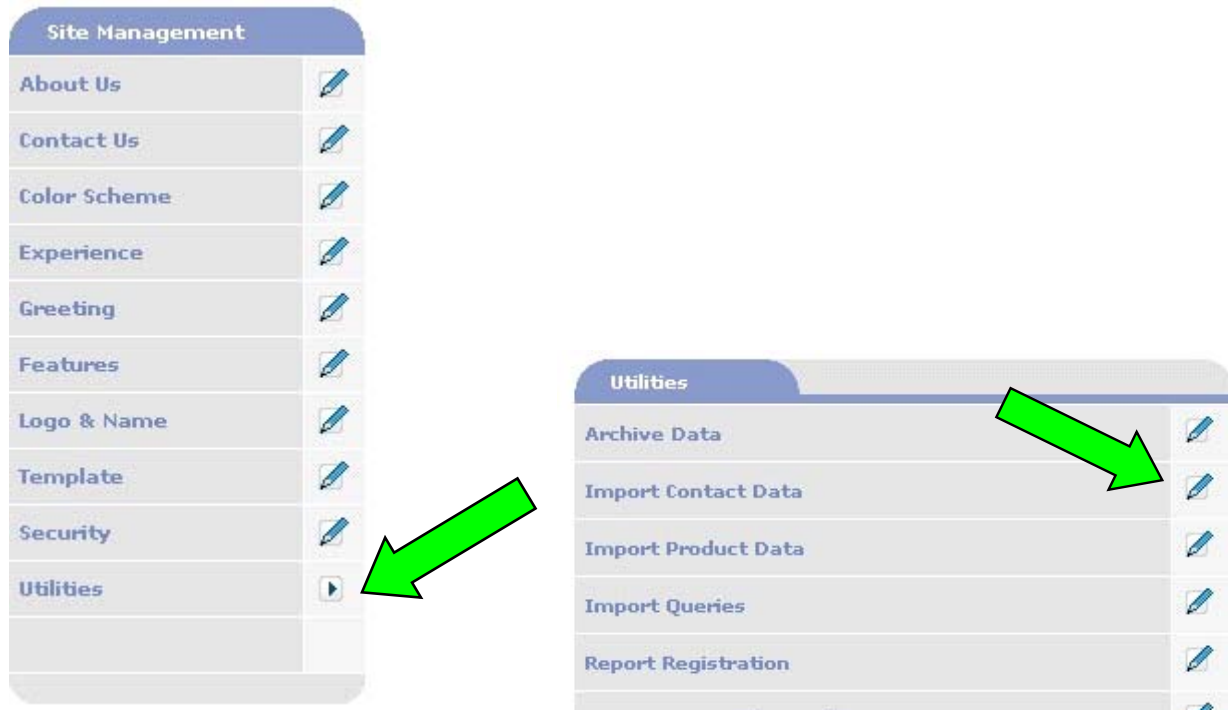 Site Management
About Us
Contact Us
Color Scheme
Experience
Greeting
Features
Logo & Name
Template
Security
Utilities
Utilities
Archive Data
Import Contact Data
Import Product Data
Import Queries
Report Registration